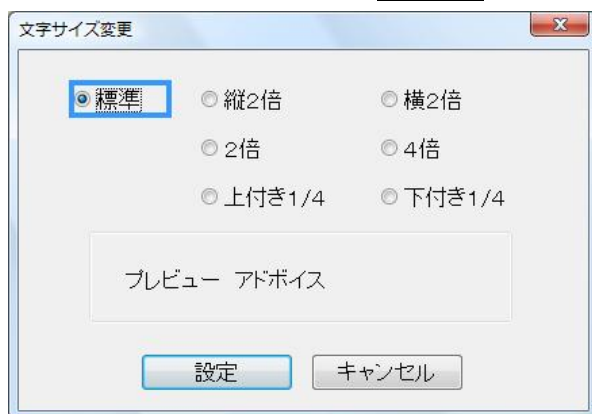 文字サイズ変更
標準 縦2倍 横2倍
2倍 4倍
上付き1/4 下付き1/4
プレビュー アドボイス
設定 キャンセル